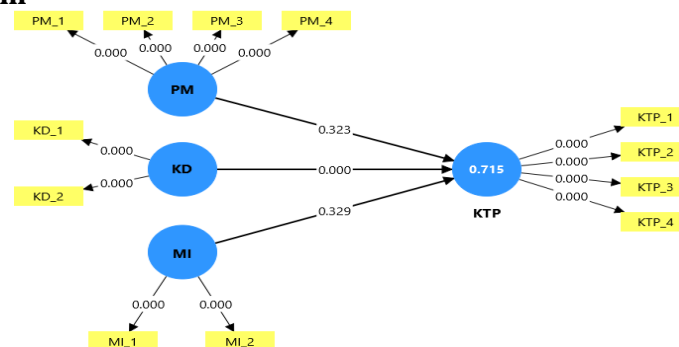 PM_1 PM_2 PM_3 PM_4
0.000 0.000 0.000 0.000
PM
0.323
KD_1
0.000
KD_2
0.000
KD
0.000
MI
0.329
0.000 0.000
MI_1 MI_2
0.715
KTP
0.000 KTP_1
0.000 KTP_2
0.000 KTP_3
0.000 KTP_4